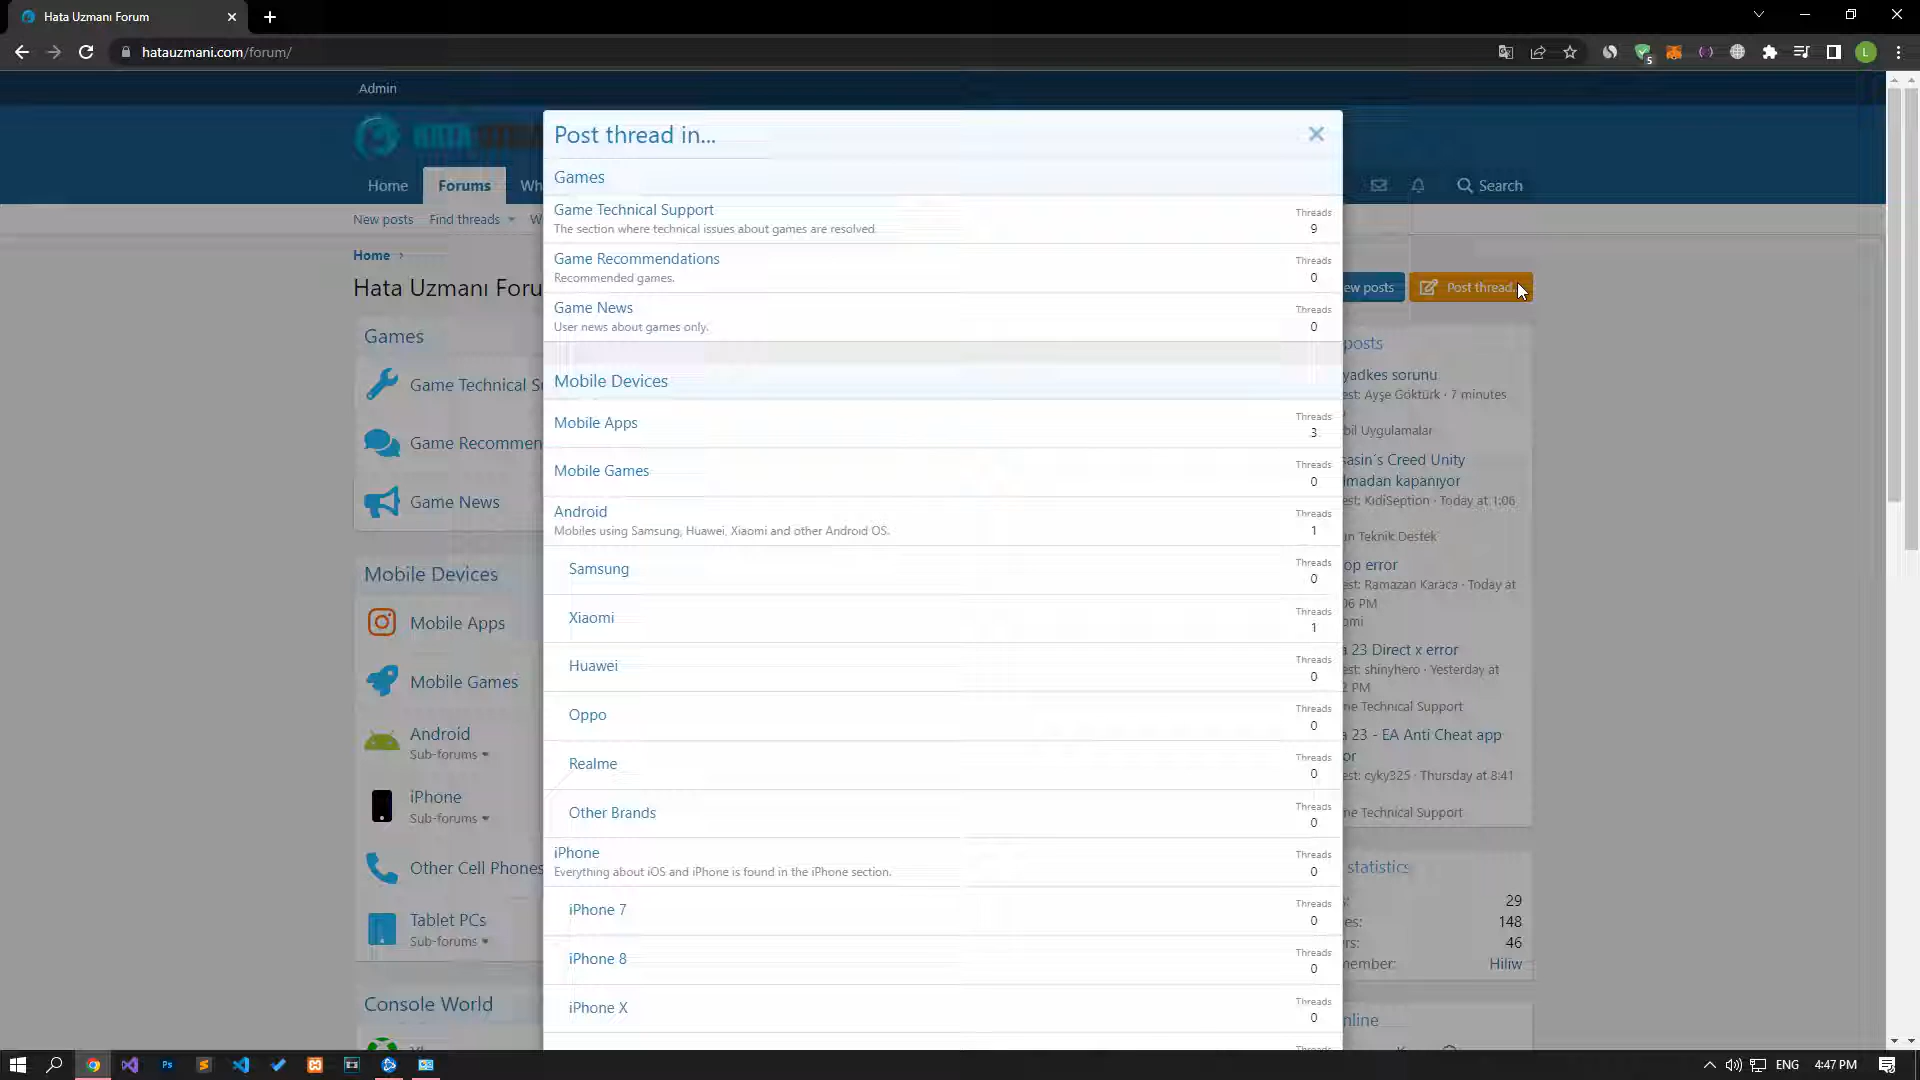 Hata Uzmanı Forum
hatauzmani.com/forum/
5
L
Admin
HATA
Home
Forums
Search
New posts
Find threads
Home
Hata Uzmanı Foru
ew posts
Post thread
Games
Game Technical S
Game Recommen
Game News
Mobile Devices
Mobile Apps
Mobile Games
Android
Sub-forums
iPhone
Sub-forums
Other Cell Phones
Tablet PCs
Sub-forums
Console World
Post thread in...
Games
Game Technical Support
The section where technical issues about games are resolved.
Threads
9
Game Recommendations
Recommended games.
Threads
0
Game News
User news about games only.
Threads
0
Mobile Devices
Mobile Apps
Threads
3
Mobile Games
Threads
0
Android
Mobiles using Samsung, Huawei, Xiaomi and other Android OS.
Threads
1
Samsung
Threads
0
Xiaomi
Threads
1
Huawei
Threads
0
Oppo
Threads
0
Realme
Threads
0
Other Brands
Threads
0
iPhone
Everything about iOS and iPhone is found in the iPhone section.
Threads
0
iPhone 7
Threads
0
iPhone 8
Threads
0
iPhone X
Threads
0
Threads
posts
yadkes sorunu
est: Ayşe Göktürk · 7 minutes
bil Uygulamalar
sasin's Creed Unity
lmadan kapanıyor
est: KidiSeption · Today at 1:06
ın Teknik Destek
op error
est: Ramazan Karaca · Today at
06 PM
omi
a 23 Direct x error
est: shinyhero · Yesterday at
2 PM
me Technical Support
a 23 - EA Anti Cheat app
or
est: cyky325 · Thursday at 8:41
me Technical Support
statistics
29
es: 148
rs: 46
member: Hiliw
nline
Ps
ENG
4:47 PM